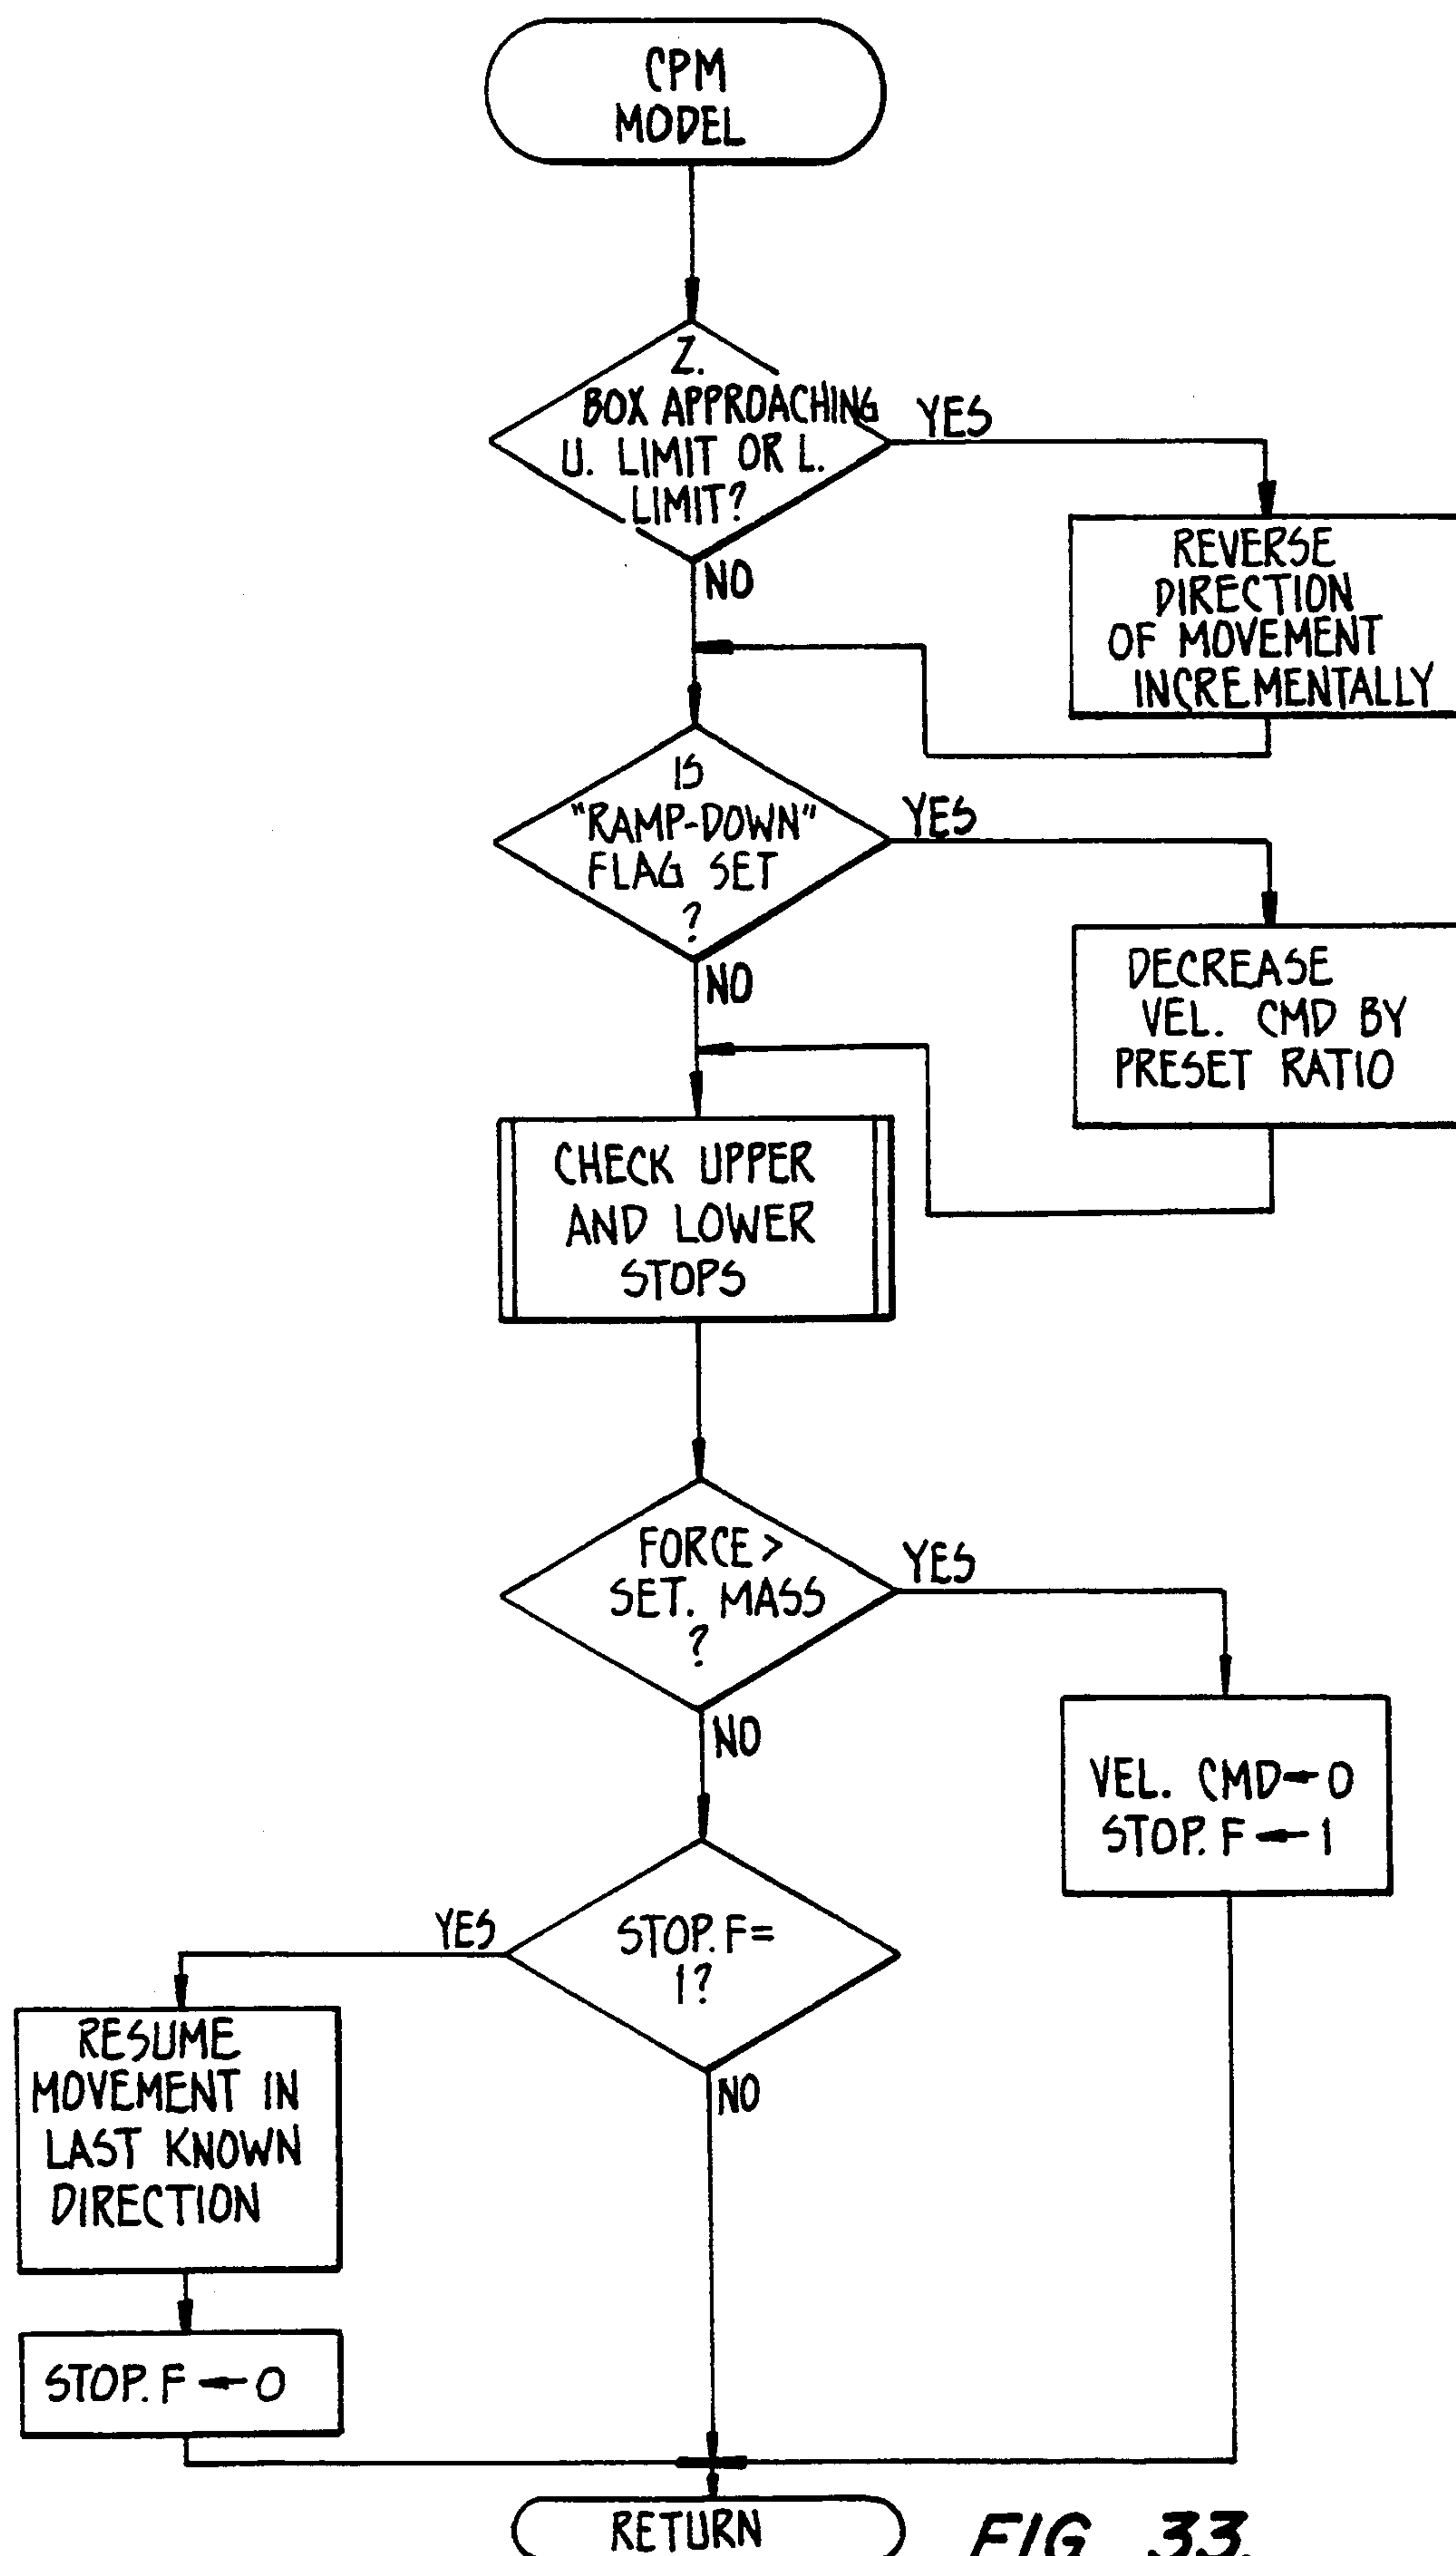 CPM
MODEL
Z.
BOX APPROACHING
U. LIMIT OR L.
LIMIT?
YES
NO
REVERSE
DIRECTION
OF MOVEMENT
INCREMENTALLY
IS
"RAMP-DOWN"
FLAG SET
?
YES
NO
DECREASE
VEL. CMD BY
PRESET RATIO
CHECK UPPER
AND LOWER
STOPS
FORCE >
SET. MASS
?
YES
NO
VEL. CMD ← 0
STOP. F ← 1
STOP. F =
1?
YES
NO
RESUME
MOVEMENT IN
LAST KNOWN
DIRECTION
STOP. F ← 0
RETURN
FIG 33.